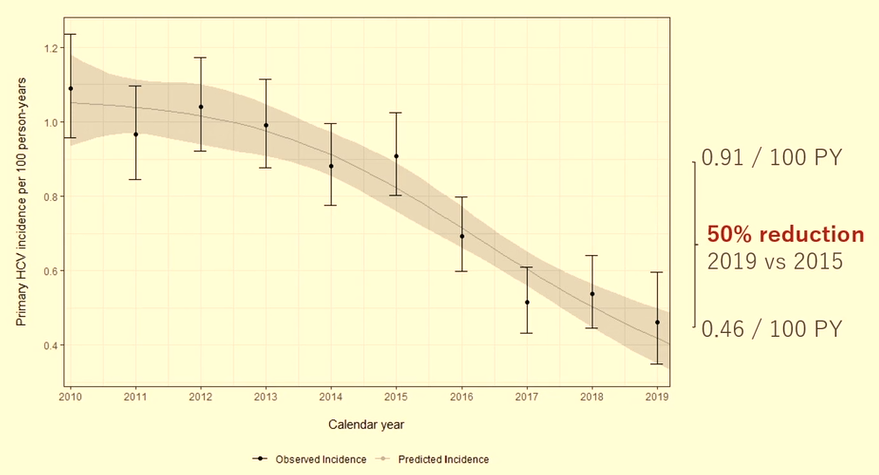 Primary HCV incidence per 100 person-years
1.2
1.0
0.8
0.6
0.4
2010 2011 2012 2013 2014 2015 2016 2017 2018 2019
Calendar year
Observed Incidence Predicted Incidence
0.91 / 100 PY
50% reduction
2019 vs 2015
0.46 / 100 PY